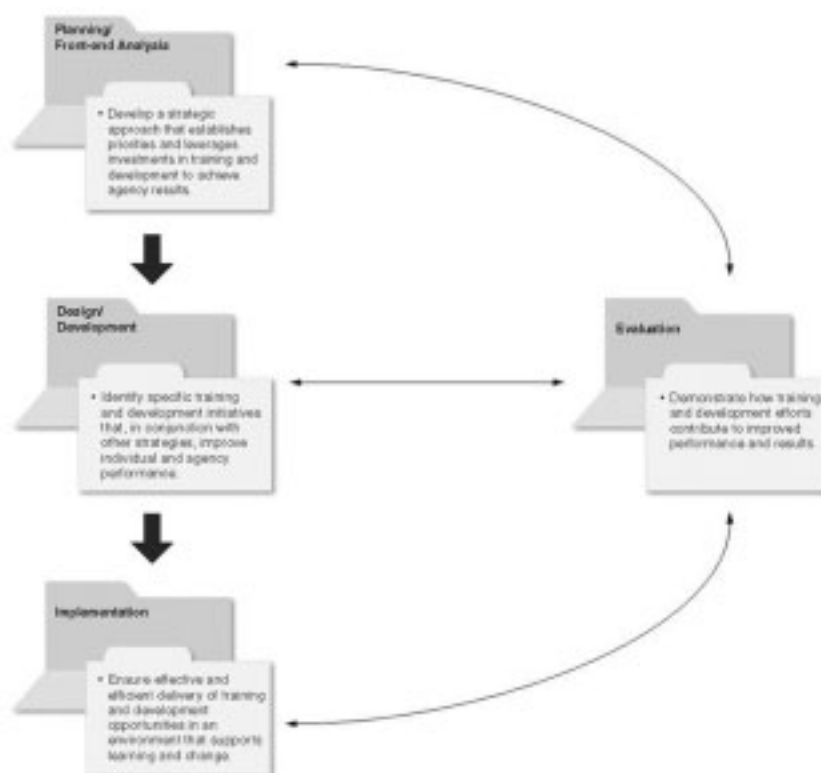 Planning/
Front-end Analysis
• Develop a strategic
approach that establishes
priorities and leverages
investments in training and
development to achieve
agency results.
Design/
Development
• Identify specific training
and development initiatives
that, in conjunction with
other strategies, improve
individual and agency
performance.
Evaluation
• Demonstrate how training
and development efforts
contribute to improved
performance and results.
Implementation
• Ensure effective and
efficient delivery of training
and development
opportunities in an
environment that supports
learning and change.